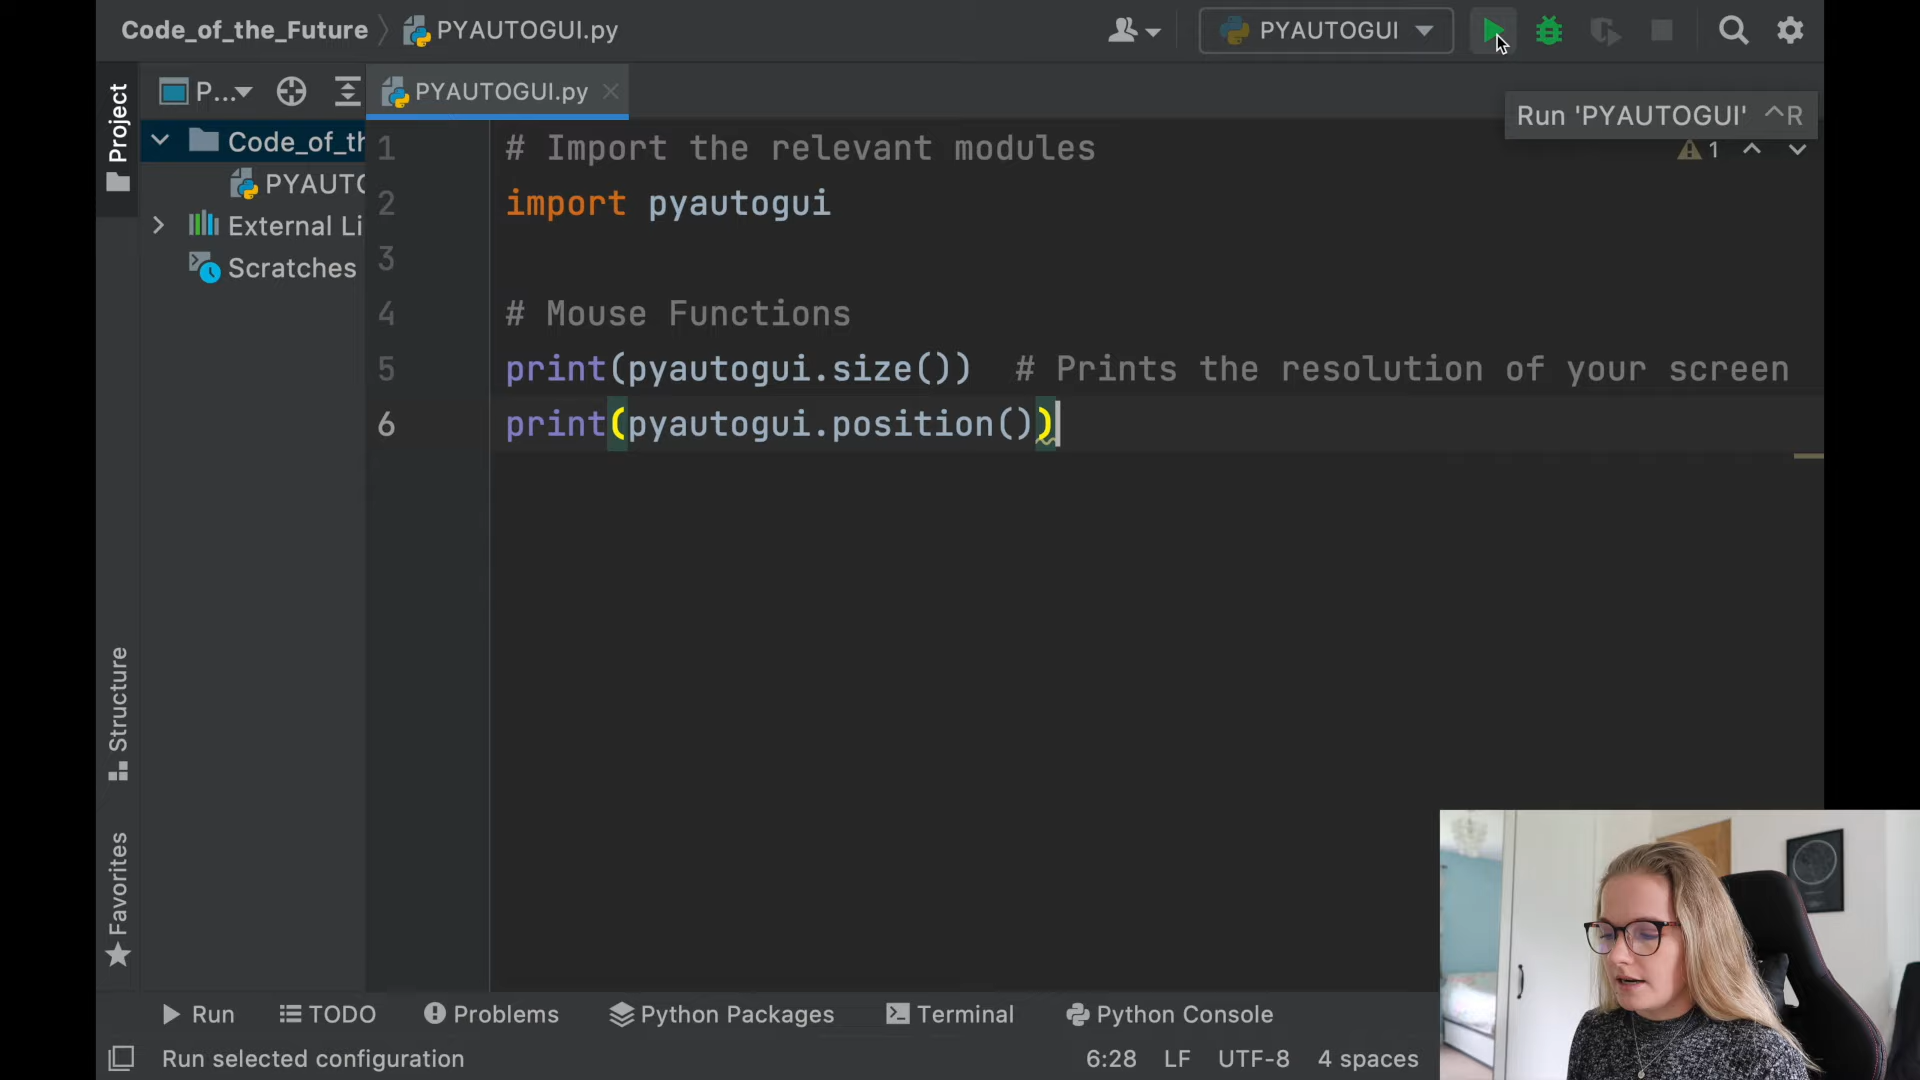 Code_of_the_Future
PYAUTOGUI.py
PYAUTOGUI
P...
PYAUTOGUI.py
Run 'PYAUTOGUI' ^R
Project
Code_of_th
PYAUTO
External Li
Scratches
1
1 # Import the relevant modules
2 import pyautogui
3
4 # Mouse Functions
5 print(pyautogui.size())  # Prints the resolution of your screen
6 print(pyautogui.position())
Structure
Favorites
Run
TODO
Problems
Python Packages
Terminal
Python Console
Run selected configuration
6:28
LF
UTF-8
4 spaces